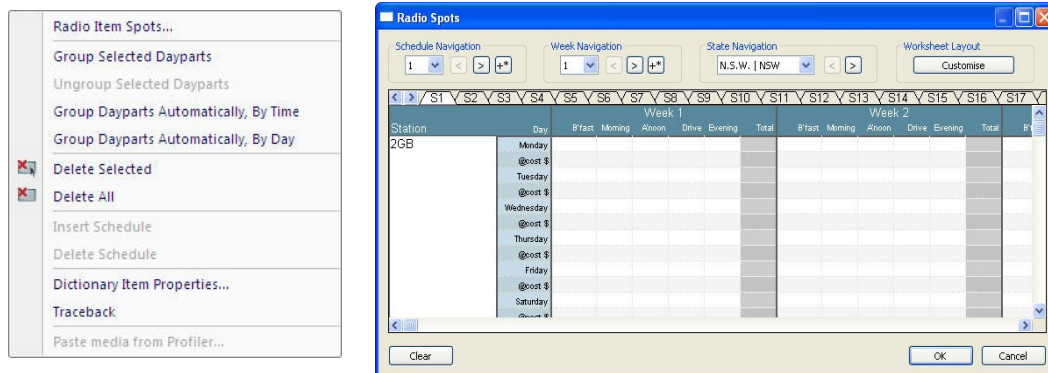 Radio Item Spots...
Group Selected Dayparts
Ungroup Selected Dayparts
Group Dayparts Automatically, By Time
Group Dayparts Automatically, By Day
Delete Selected
Delete All
Insert Schedule
Delete Schedule
Dictionary Item Properties...
Traceback
Paste media from Profiler...
Radio Spots
Schedule Navigation Week Navigation State Navigation Worksheet Layout
1 < > +* 1 < > +* N.S.W. | NSW < > Customise
< > S1 S2 S3 S4 S5 S6 S7 S8 S9 S10 S11 S12 S13 S14 S15 S16 S17
Week 1 Week 2
Station Day B'fast Morning A'noon Drive Evening Total B'fast Morning A'noon Drive Evening Total
2GB Monday
@cost $
Tuesday
@cost $
Wednesday
@cost $
Thursday
@cost $
Friday
@cost $
Saturday
Clear OK Cancel